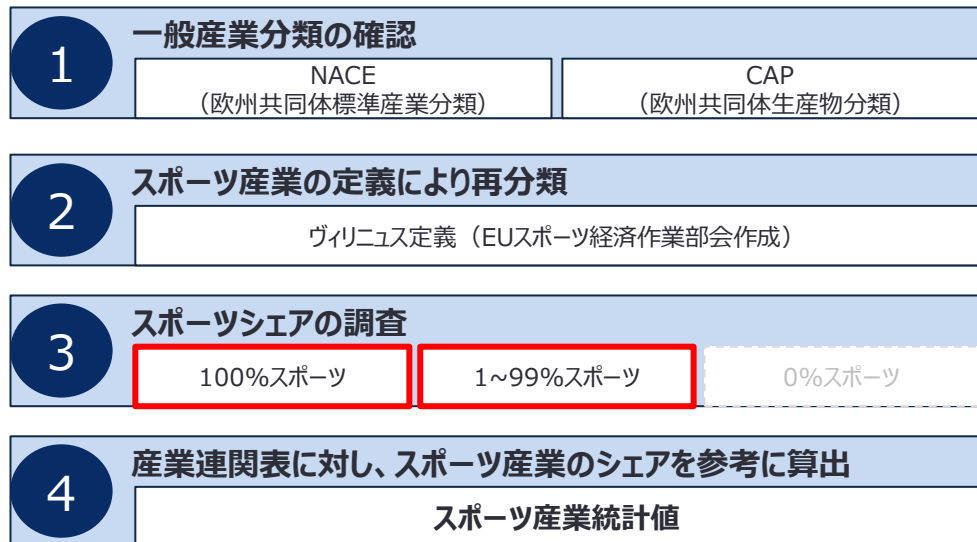 1
一般産業分類の確認
NACE
（欧州共同体標準産業分類）
CAP
（欧州共同体生産物分類）
2
スポーツ産業の定義により再分類
ヴィリニュス定義（EUスポーツ経済作業部会作成）
3
スポーツシェアの調査
100%スポーツ
1~99%スポーツ
0%スポーツ
4
産業連関表に対し、スポーツ産業のシェアを参考に算出
スポーツ産業統計値